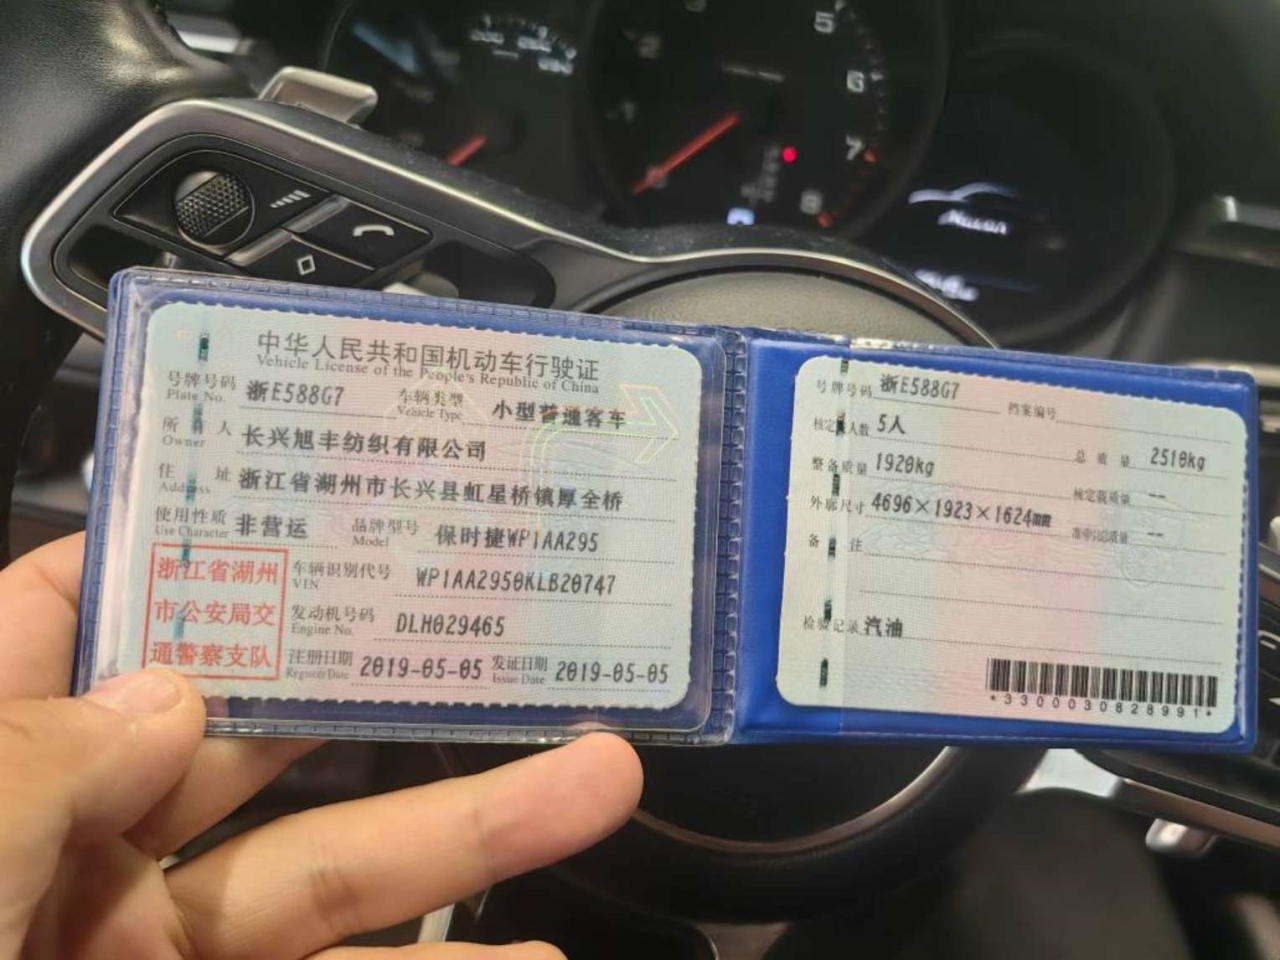 中华人民共和国机动车行驶证
Vehicle License of the People's Republic of China
号牌号码 浙E588G7 车辆类型 小型普通客车
Plate No. Vehicle Type
所有人 长兴旭丰纺织有限公司
Owner
住址 浙江省湖州市长兴县虹星桥镇厚全桥
Address
使用性质 非营运 品牌型号 保时捷WP1AA295
Use Character Model
浙江省湖州
市公安局交
通警察支队
车辆识别代号 WP1AA2950KLB20747
VIN
发动机号码 DLH029465
Engine No.
注册日期 2019-05-05 发证日期 2019-05-05
Register Date Issue Date
号牌号码 浙E588G7 档案编号
核定载人数 5人 总质量 2510kg
整备质量 1920kg 核定载质量 --
外廓尺寸 4696×1923×1624mm 准牵引总质量 --
备注
检验记录 汽油
*3300030828991*
Macan
1
2
3
5
6
7
8